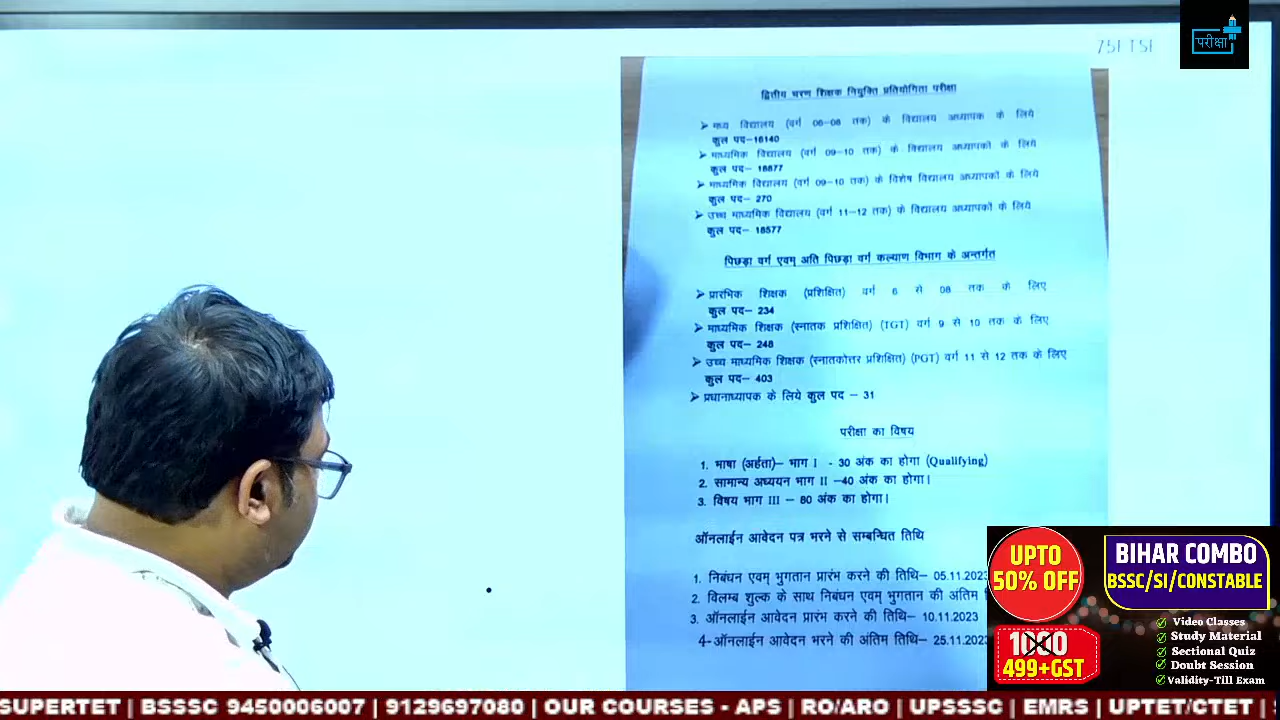 परीक्षा
द्वितीय चरण शिक्षक नियुक्ति प्रतियोगिता परीक्षा
➢ मध्य विद्यालय (वर्ग 06-08 तक) के विद्यालय अध्यापक के लिये
कुल पद-16140
➢ माध्यमिक विद्यालय (वर्ग 09-10 तक) के विद्यालय अध्यापकों के लिये
कुल पद- 18877
➢ माध्यमिक विद्यालय (वर्ग 09-10 तक) के विशेष विद्यालय अध्यापकों के लिये
कुल पद- 270
➢ उच्च माध्यमिक विद्यालय (वर्ग 11-12 तक) के विद्यालय अध्यापकों के लिये
कुल पद- 18577
पिछड़ा वर्ग एवम् अति पिछड़ा वर्ग कल्याण विभाग के अन्तर्गत
➢ प्रारंभिक शिक्षक (प्रशिक्षित) वर्ग 6 से 08 तक के लिए
कुल पद- 234
➢ माध्यमिक शिक्षक (स्नातक प्रशिक्षित) (TGT) वर्ग 9 से 10 तक के लिए
कुल पद- 248
➢ उच्च माध्यमिक शिक्षक (स्नातकोत्तर प्रशिक्षित) (PGT) वर्ग 11 से 12 तक के लिए
कुल पद- 403
➢ प्रधानाध्यापक के लिये कुल पद - 31
परीक्षा का विषय
1. भाषा (अर्हता)- भाग I - 30 अंक का होगा (Qualifying)
2. सामान्य अध्ययन भाग II -40 अंक का होगा।
3. विषय भाग III - 80 अंक का होगा।
ऑनलाईन आवेदन पत्र भरने से सम्बन्धित तिथि
1. निबंधन एवम् भुगतान प्रारंभ करने की तिथि- 05.11.2023
2. विलम्ब शुल्क के साथ निबंधन एवम् भुगतान की अंतिम
3. ऑनलाईन आवेदन प्रारंभ करने की तिथि- 10.11.2023
4-ऑनलाईन आवेदन भरने की अंतिम तिथि- 25.11.2023
UPTO
50% OFF
1000
499+GST
BIHAR COMBO
BSSC/SI/CONSTABLE
Video Classes
Study Material
Sectional Quiz
Doubt Session
Validity-Till Exam
SUPERTET | BSSSC 9450006007 | 9129697080 | OUR COURSES - APS | RO/ARO | UPSSSC | EMRS | UPTET/CTET |